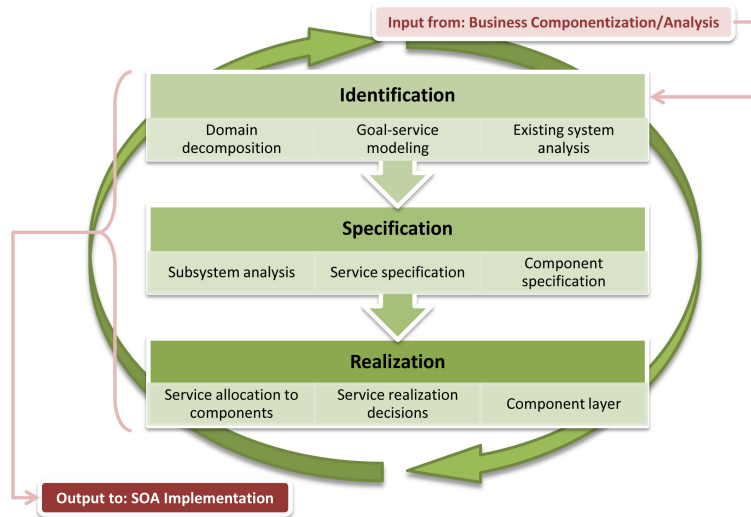 Input from: Business Componentization/Analysis
Identification
Domain
decomposition
Goal-service
modeling
Existing system
analysis
Specification
Subsystem analysis
Service specification
Component
specification
Realization
Service allocation to
components
Service realization
decisions
Component layer
Output to: SOA Implementation